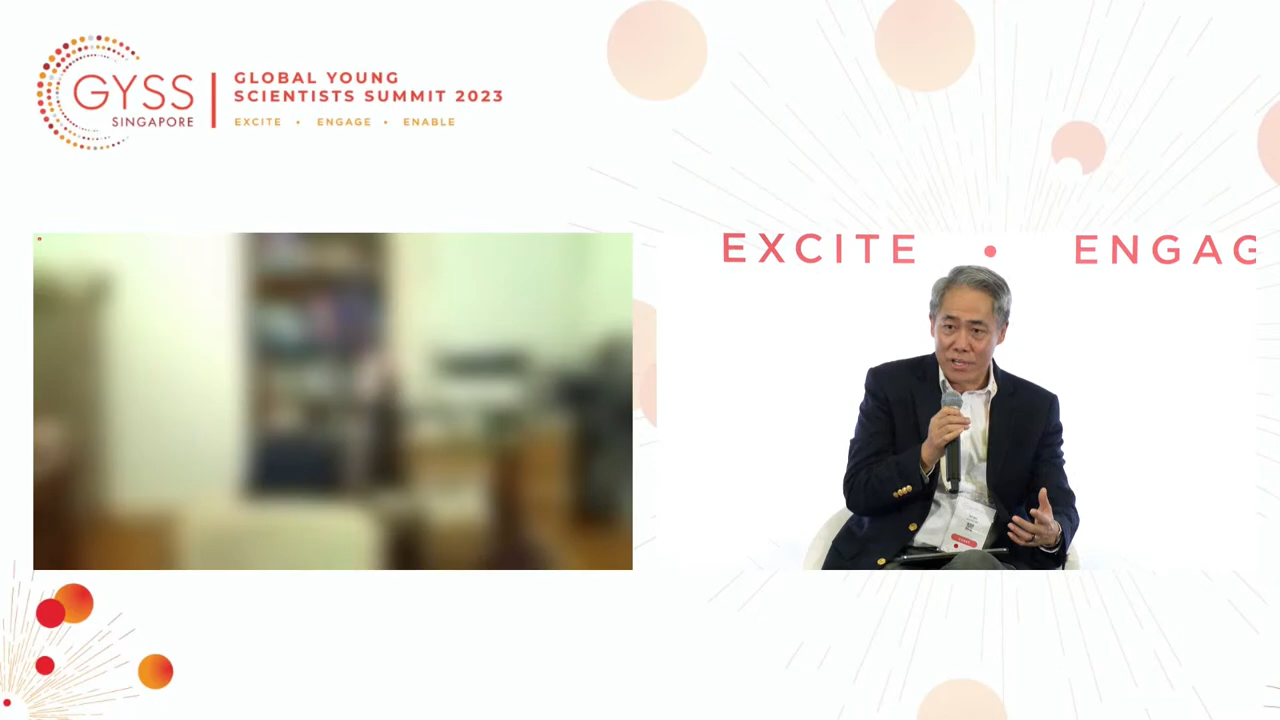 GYSS
SINGAPORE
GLOBAL YOUNG
SCIENTISTS SUMMIT 2023
EXCITE • ENGAGE • ENABLE
EXCITE • ENGAG